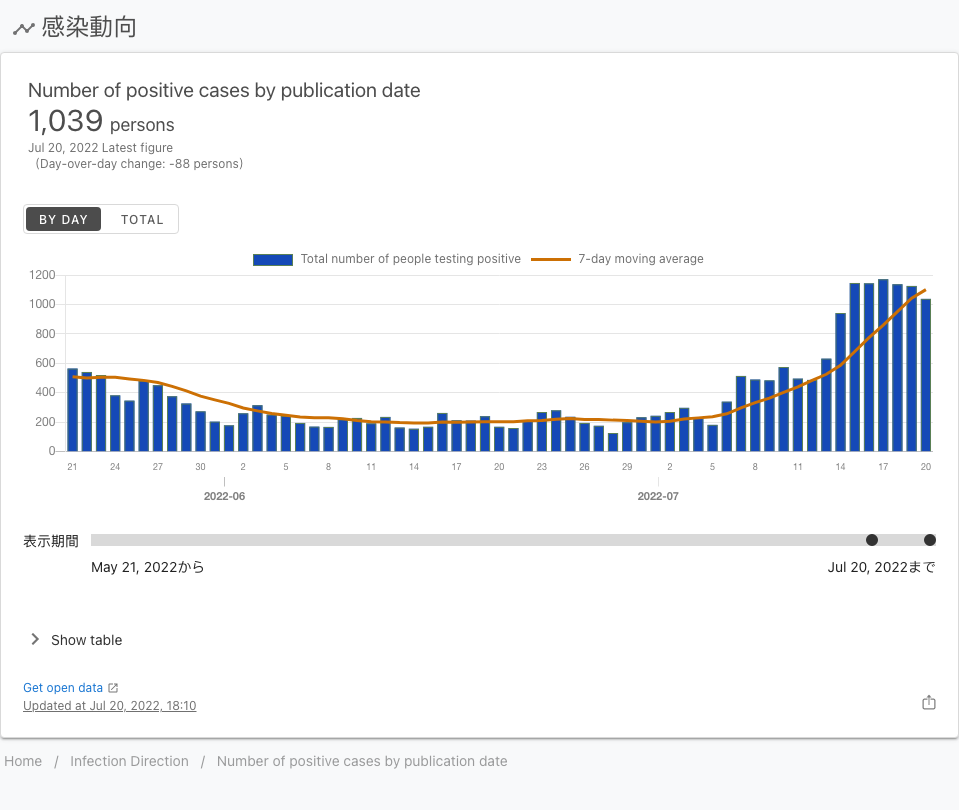 感染動向
Number of positive cases by publication date
1,039 persons
Jul 20, 2022 Latest figure
(Day-over-day change: -88 persons)
BY DAY TOTAL
Total number of people testing positive 7-day moving average
1200
1000
800
600
400
200
0
21 24 27 30 2 5 8 11 14 17 20 23 26 29 2 5 8 11 14 17 20
2022-06 2022-07
表示期間
May 21, 2022から Jul 20, 2022まで
Show table
Get open data
Updated at Jul 20, 2022, 18:10
Home / Infection Direction / Number of positive cases by publication date